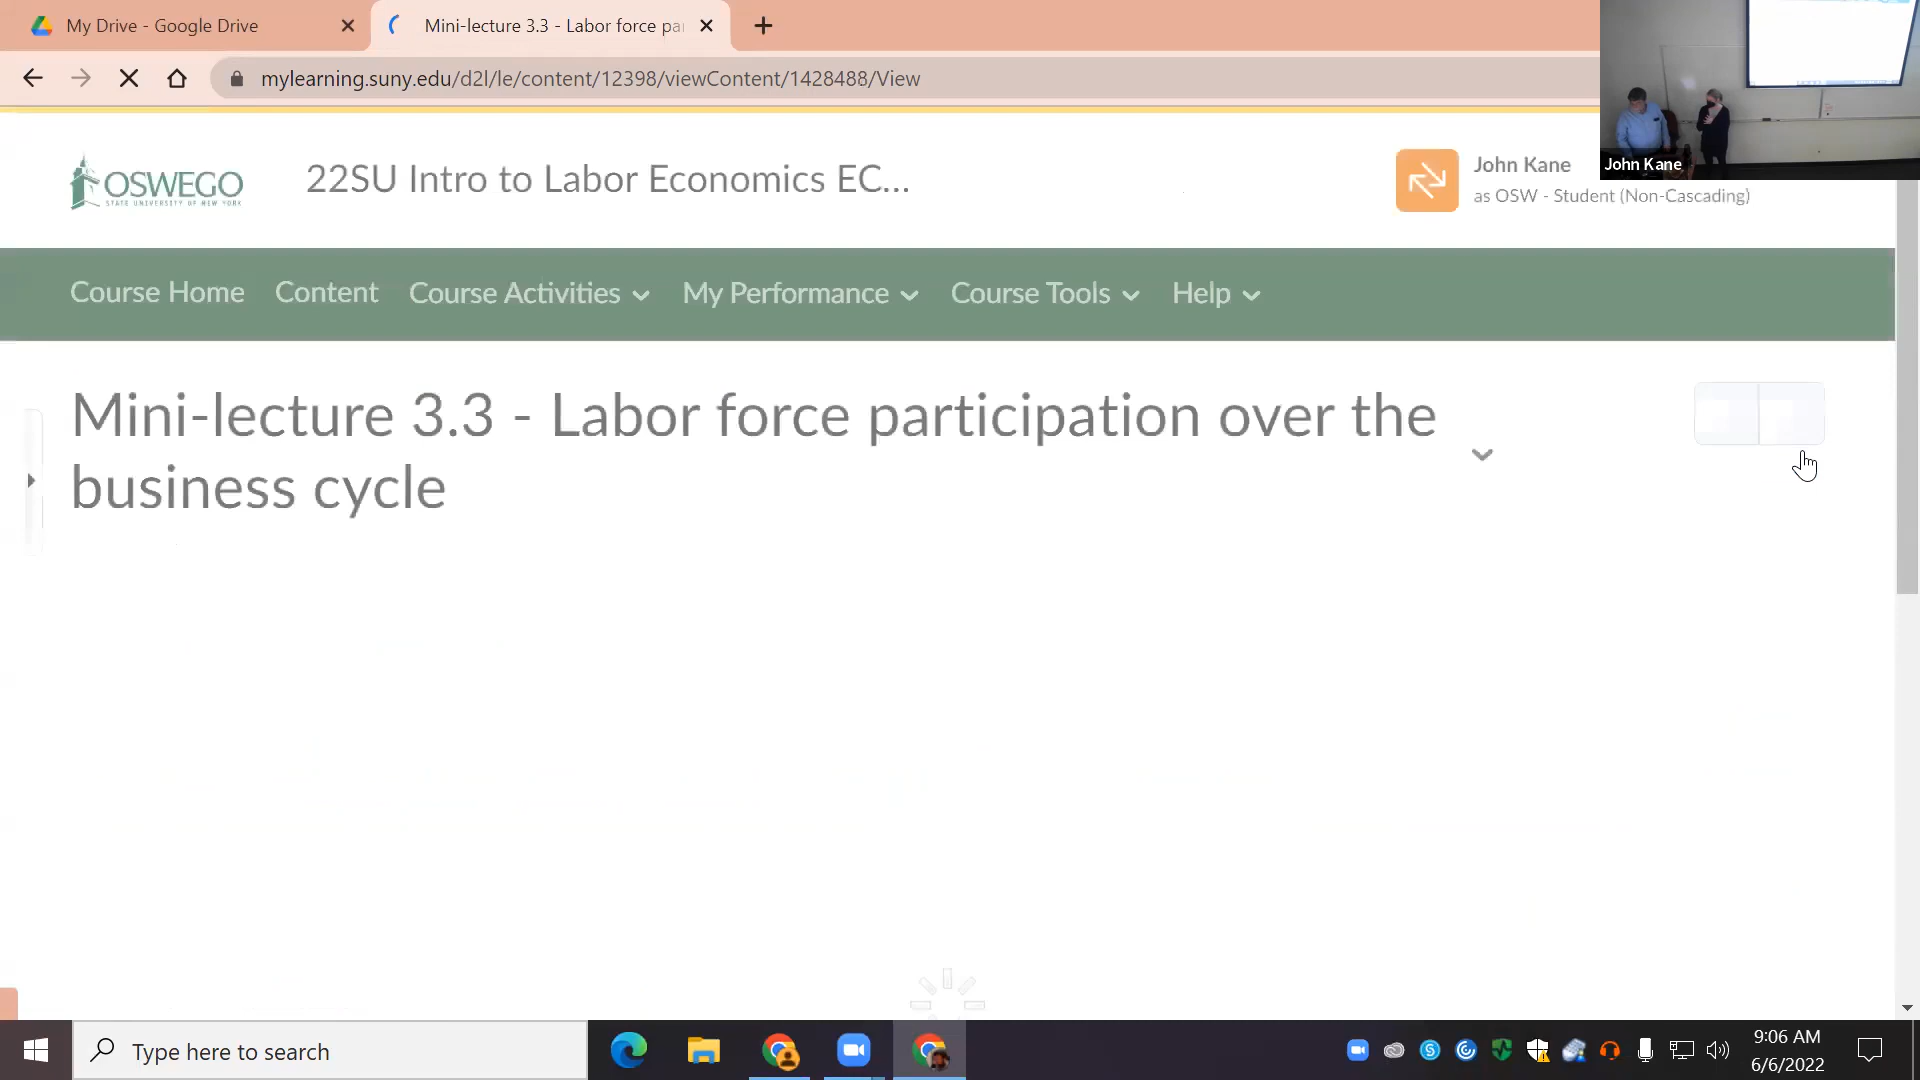 My Drive - Google Drive
Mini-lecture 3.3 - Labor force pa
mylearning.suny.edu/d2l/le/content/12398/viewContent/1428488/View
John Kane
OSWEGO
STATE UNIVERSITY OF NEW YORK
22SU Intro to Labor Economics EC...
John Kane
as OSW - Student (Non-Cascading)
Course Home
Content
Course Activities
My Performance
Course Tools
Help
Mini-lecture 3.3 - Labor force participation over the
business cycle
Type here to search
9:06 AM
6/6/2022